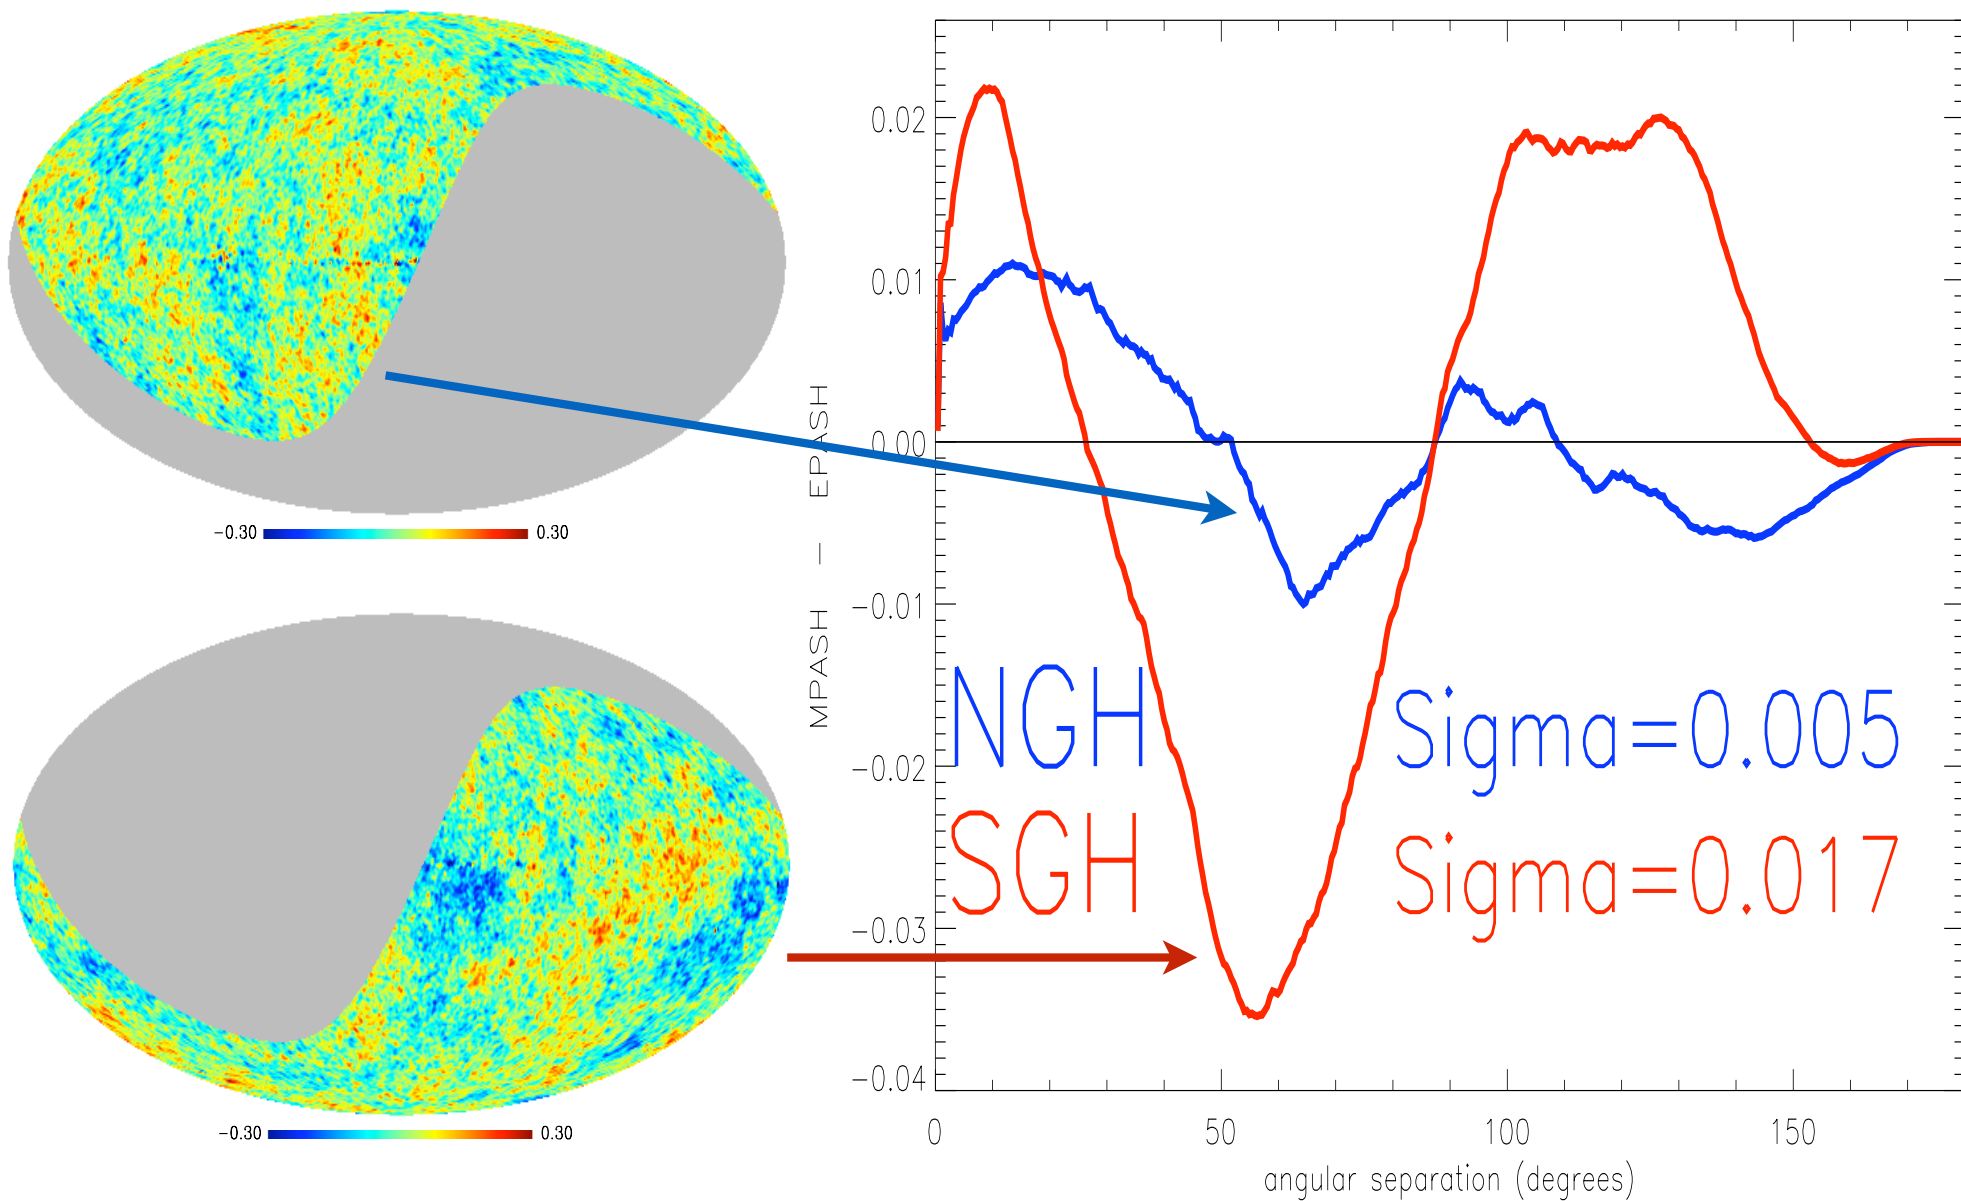 -0.30 0.30
-0.30 0.30
MPASH - EPASH
0.02
0.01
0.00
-0.01
-0.02
-0.03
-0.04
NGH Sigma=0.005
SGH Sigma=0.017
0 50 100 150
angular separation (degrees)